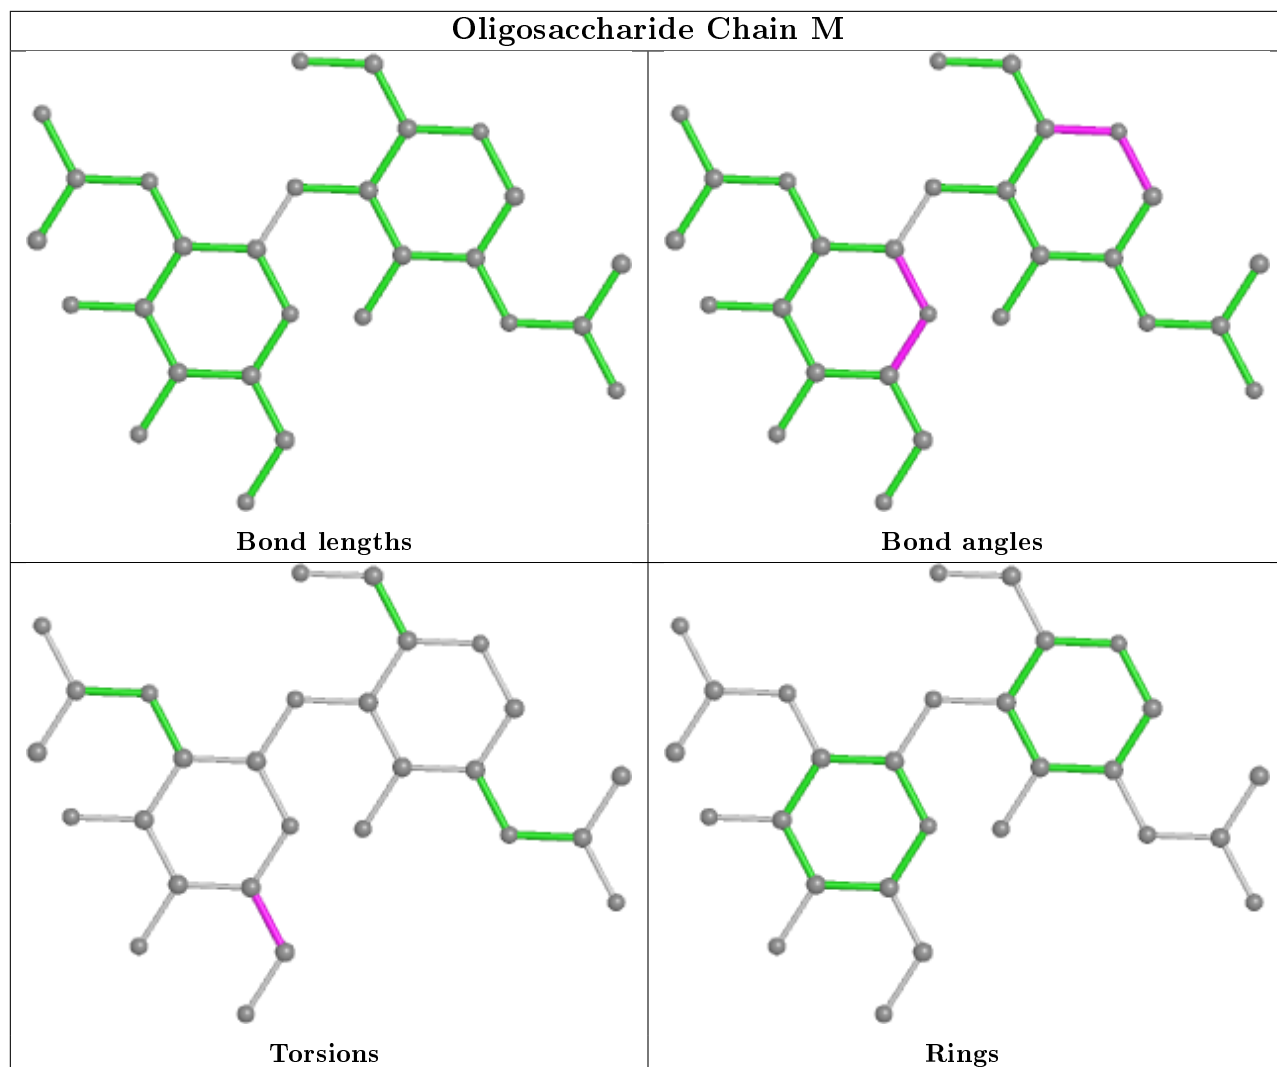 Oligosaccharide Chain M
Bond lengths
Bond angles
Torsions
Rings